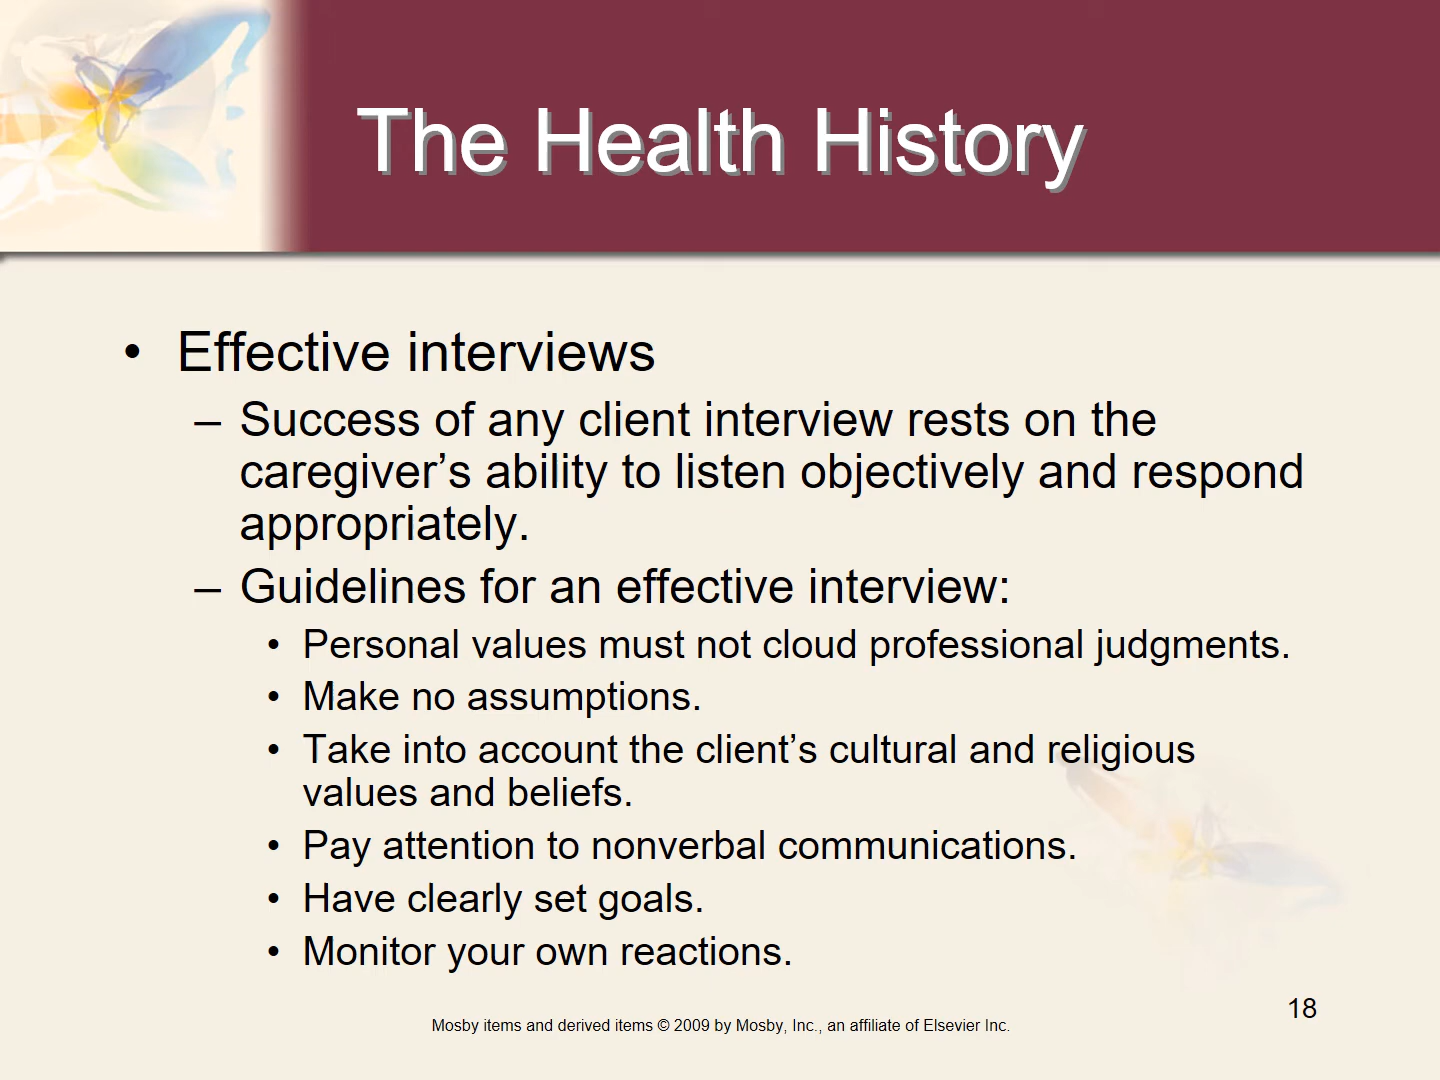 The Health History
• Effective interviews
– Success of any client interview rests on the
caregiver’s ability to listen objectively and respond
appropriately.
– Guidelines for an effective interview:
• Personal values must not cloud professional judgments.
• Make no assumptions.
• Take into account the client’s cultural and religious
values and beliefs.
• Pay attention to nonverbal communications.
• Have clearly set goals.
• Monitor your own reactions.
18
Mosby items and derived items © 2009 by Mosby, Inc., an affiliate of Elsevier Inc.